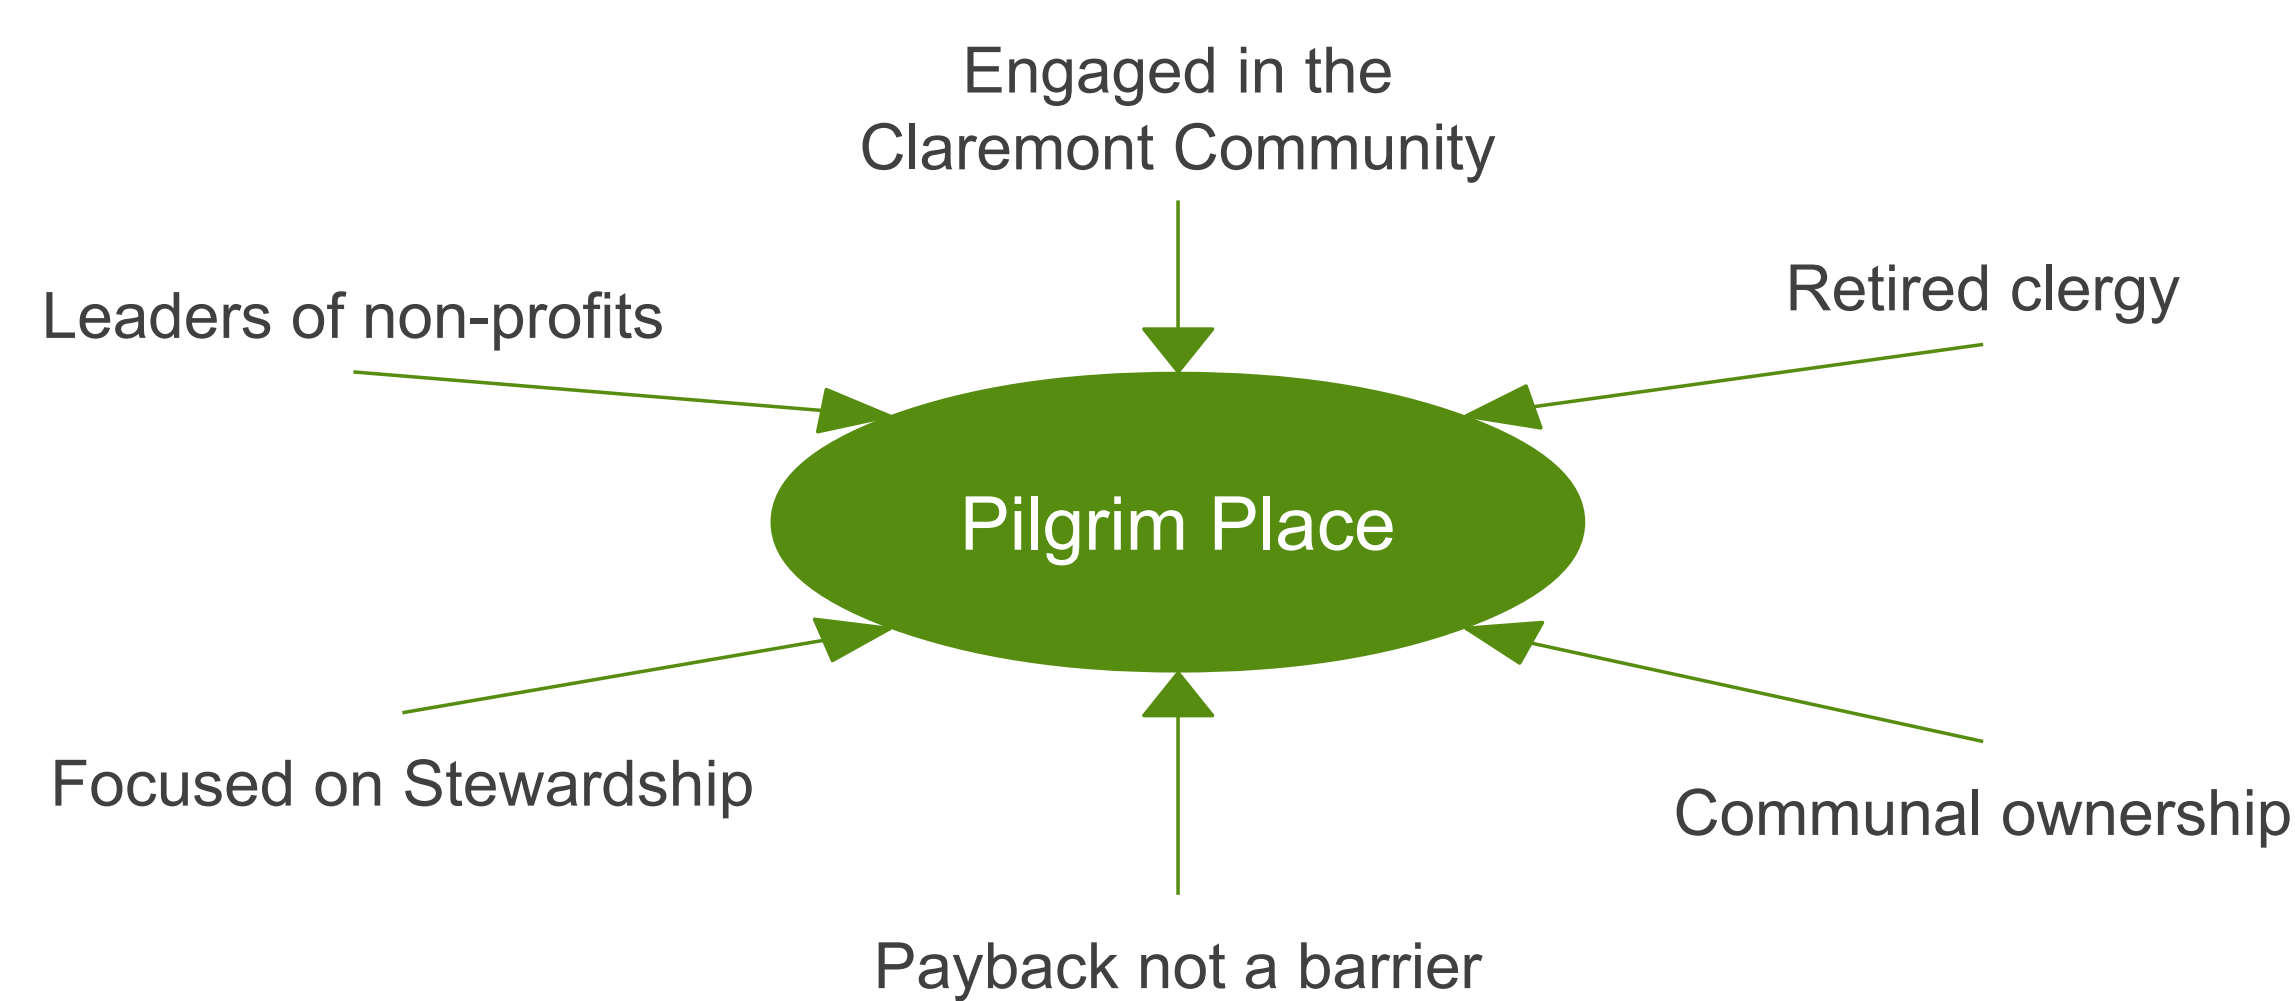 Engaged in the
Claremont Community
Leaders of non-profits
Retired clergy
Pilgrim Place
Focused on Stewardship
Communal ownership
Payback not a barrier